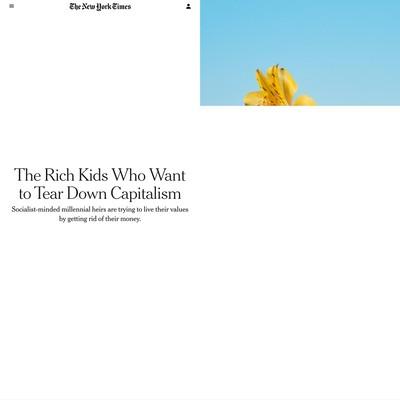 The New York Times
The Rich Kids Who Want
to Tear Down Capitalism
Socialist-minded millennial heirs are trying to live their values
by getting rid of their money.